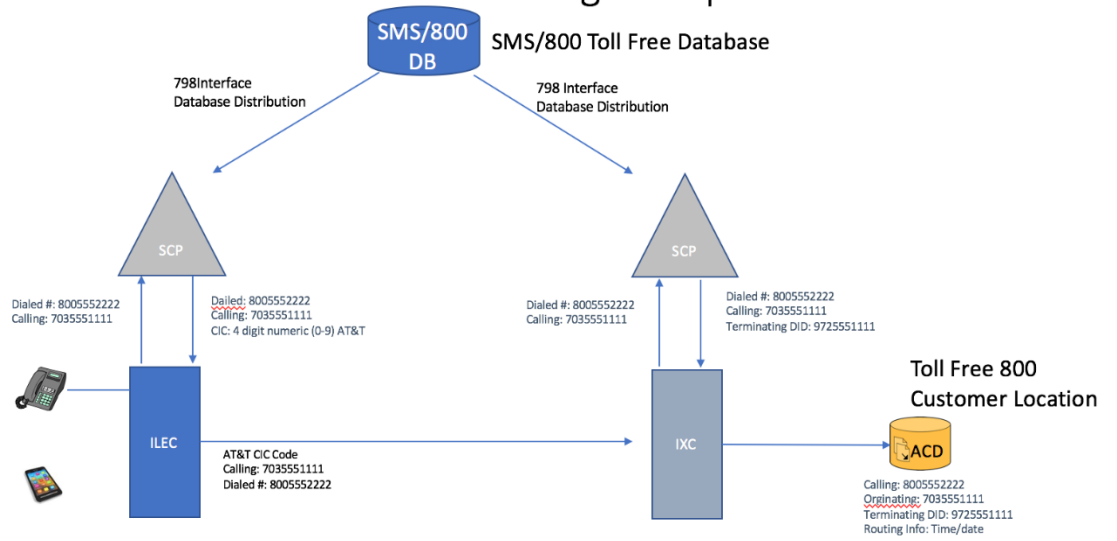 SMS/800
DB
SMS/800 Toll Free Database
798Interface
Database Distribution
798 Interface
Database Distribution
SCP
SCP
Dialed #: 8005552222
Calling: 7035551111
Dailed: 8005552222
Calling: 7035551111
CIC: 4 digit numeric (0-9) AT&T
Dialed #: 8005552222
Calling: 7035551111
Dialed #: 8005552222
Calling: 7035551111
Terminating DID: 9725551111
Toll Free 800
Customer Location
ILEC
IXC
ACD
AT&T CIC Code
Calling: 7035551111
Dialed #: 8005552222
Calling: 8005552222
Orginating: 7035551111
Terminating DID: 9725551111
Routing Info: Time/date